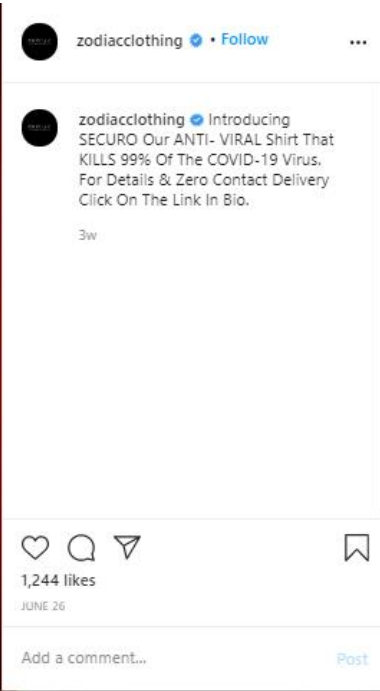 zodiacclothing • Follow
zodiacclothing Introducing
SECURO Our ANTI- VIRAL Shirt That
KILLS 99% Of The COVID-19 Virus.
For Details & Zero Contact Delivery
Click On The Link In Bio.
3w
1,244 likes
JUNE 26
Add a comment...
Post